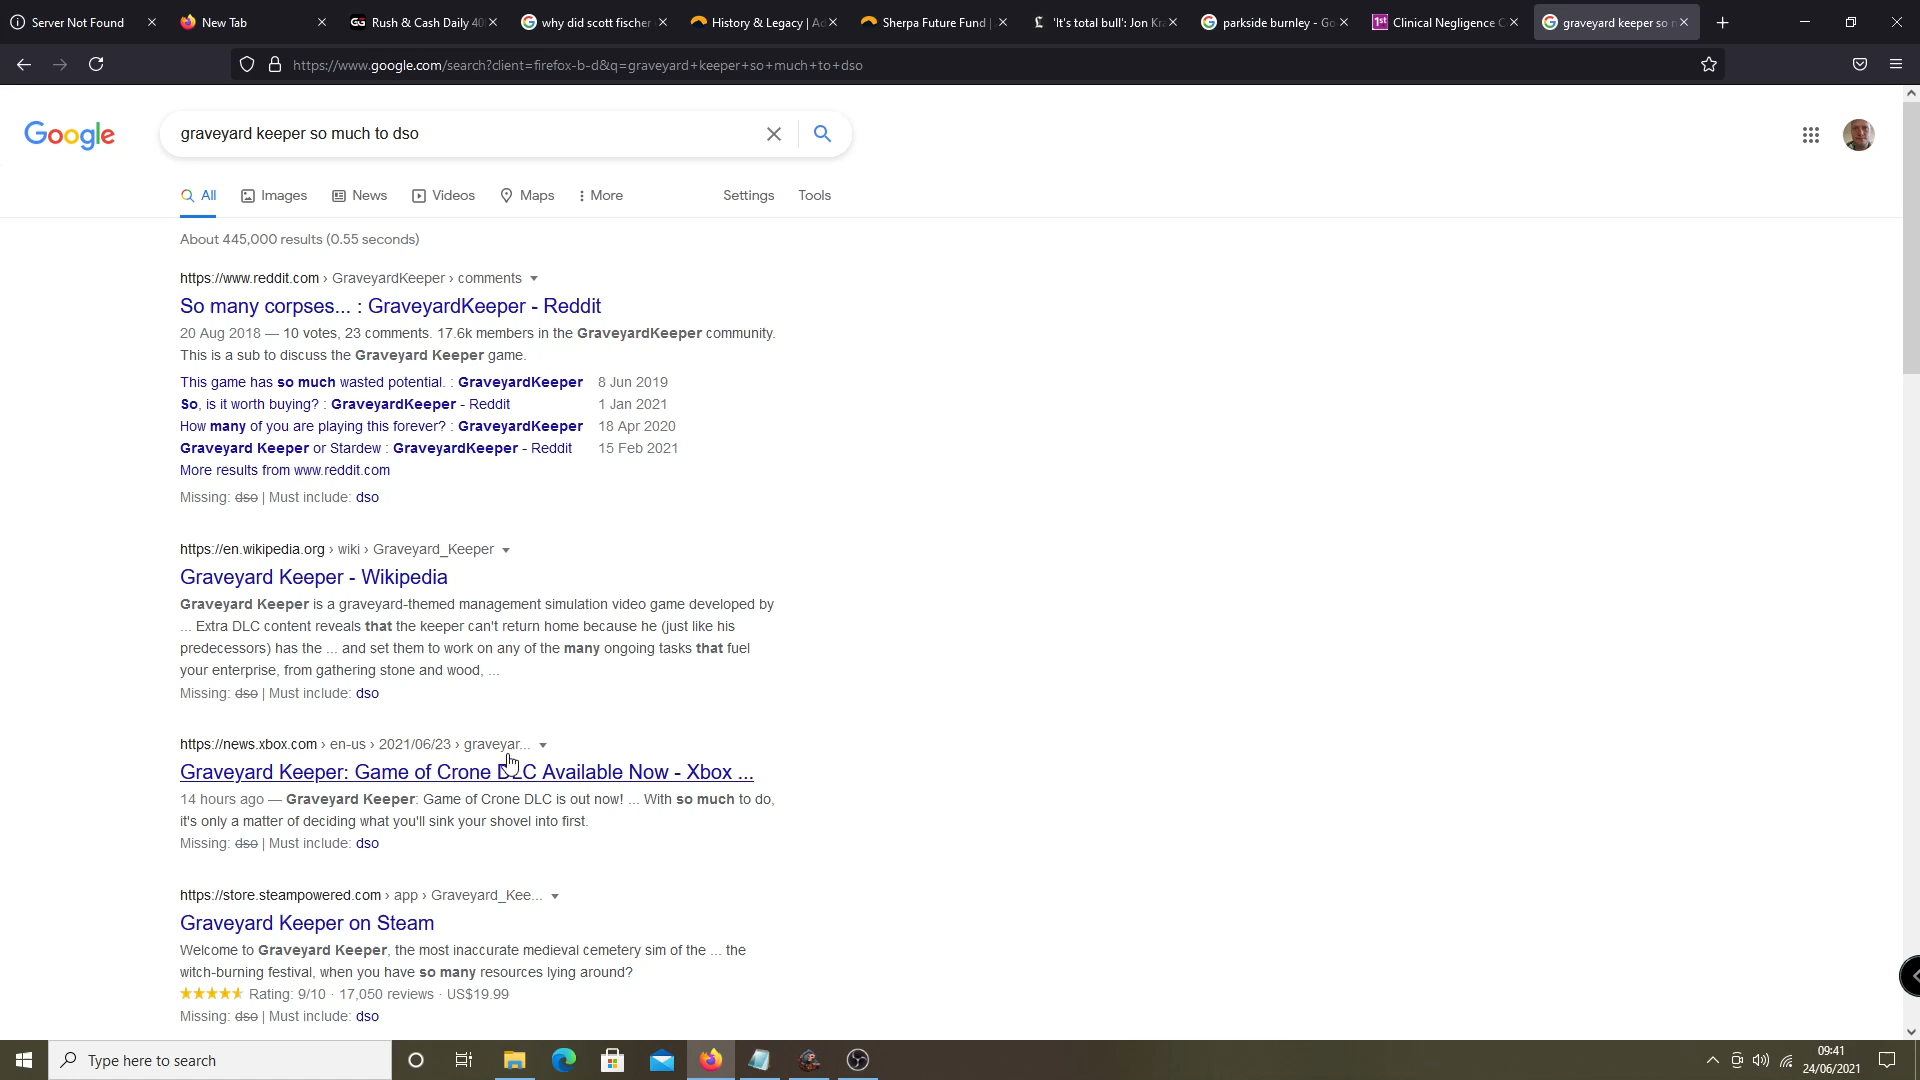 Server Not Found
New Tab
Rush & Cash Daily 40
why did scott fischer
History & Legacy | Ad
Sherpa Future Fund |
'It's total bull': Jon Kra
parkside burnley - Go
1st Clinical Negligence C
graveyard keeper so m
https://www.google.com/search?client=firefox-b-d&q=graveyard+keeper+so+much+to+dso
Google
graveyard keeper so much to dso
All Images News Videos Maps More Settings Tools
About 445,000 results (0.55 seconds)
https://www.reddit.com › GraveyardKeeper › comments
So many corpses... : GraveyardKeeper - Reddit
20 Aug 2018 — 10 votes, 23 comments. 17.6k members in the GraveyardKeeper community.
This is a sub to discuss the Graveyard Keeper game.
This game has so much wasted potential. : GraveyardKeeper 8 Jun 2019
So, is it worth buying? : GraveyardKeeper - Reddit 1 Jan 2021
How many of you are playing this forever? : GraveyardKeeper 18 Apr 2020
Graveyard Keeper or Stardew : GraveyardKeeper - Reddit 15 Feb 2021
More results from www.reddit.com
Missing: dso | Must include: dso
https://en.wikipedia.org › wiki › Graveyard_Keeper
Graveyard Keeper - Wikipedia
Graveyard Keeper is a graveyard-themed management simulation video game developed by
... Extra DLC content reveals that the keeper can't return home because he (just like his
predecessors) has the ... and set them to work on any of the many ongoing tasks that fuel
your enterprise, from gathering stone and wood, ...
Missing: dso | Must include: dso
https://news.xbox.com › en-us › 2021/06/23 › graveyar...
Graveyard Keeper: Game of Crone DLC Available Now - Xbox ...
14 hours ago — Graveyard Keeper: Game of Crone DLC is out now! ... With so much to do,
it's only a matter of deciding what you'll sink your shovel into first.
Missing: dso | Must include: dso
https://store.steampowered.com › app › Graveyard_Kee...
Graveyard Keeper on Steam
Welcome to Graveyard Keeper, the most inaccurate medieval cemetery sim of the ... the
witch-burning festival, when you have so many resources lying around?
Rating: 9/10 · 17,050 reviews · US$19.99
Missing: dso | Must include: dso
Type here to search
09:41
24/06/2021